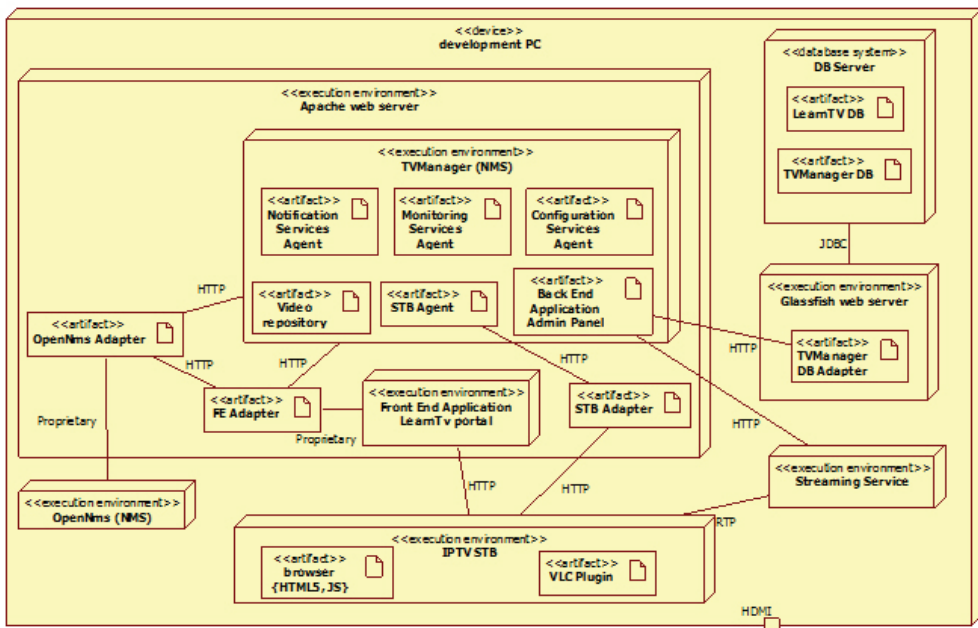 <<device>>
development PC
<<execution environment>>
Apache web server
<<database system>>
DB Server
<<artifact>>
LearnTV DB
<<artifact>>
TVManager DB
JDBC
<<execution environment>>
TVManager (NMS)
<<artifact>>
Notification
Services
Agent
<<artifact>>
Monitoring
Services
Agent
<<artifact>>
Configuration
Services
Agent
<<artifact>>
Video
repository
<<artifact>>
STB Agent
<<artifact>>
Back End
Application
Admin Panel
<<execution environment>>
Glassfish web server
<<artifact>>
TVManager
DB Adapter
HTTP
<<artifact>>
OpenNms Adapter
HTTP
HTTP
HTTP
HTTP
<<artifact>>
FE Adapter
<<execution environment>>
Front End Application
LearnTv portal
<<artifact>>
STB Adapter
Proprietary
Proprietary
HTTP
<<execution environment>>
OpenNms (NMS)
HTTP
HTTP
<<execution environment>>
Streaming Service
RTP
<<execution environment>>
IPTV STB
<<artifact>>
browser
{HTML5, JS}
<<artifact>>
VLC Plugin
HDMI